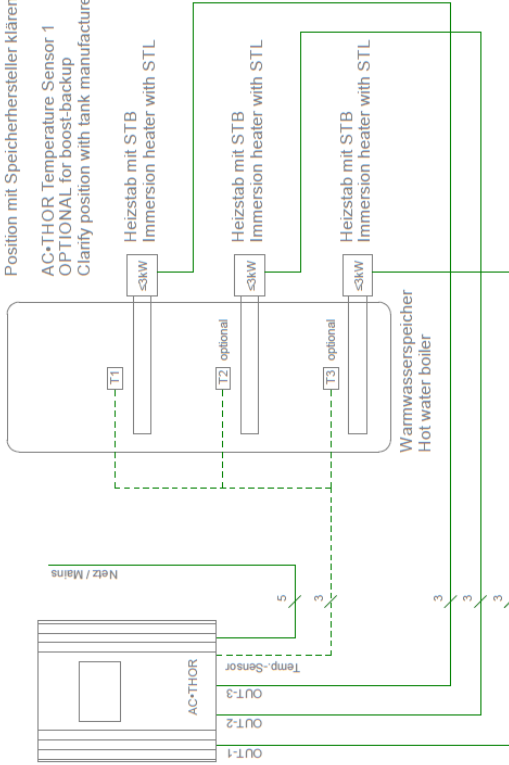 Position mit Speicherhersteller klären
AC•THOR Temperature Sensor 1
OPTIONAL for boost-backup
Clarify position with tank manufacture
Heizstab mit STB
Immersion heater with STL
≤3kW
Heizstab mit STB
Immersion heater with STL
≤3kW
Heizstab mit STB
Immersion heater with STL
≤3kW
T1
T2 optional
T3 optional
Warmwasserspeicher
Hot water boiler
Netz / Mains
5
3
3
3
3
AC•THOR
Temp.-Sensor
OUT-3
OUT-2
OUT-1